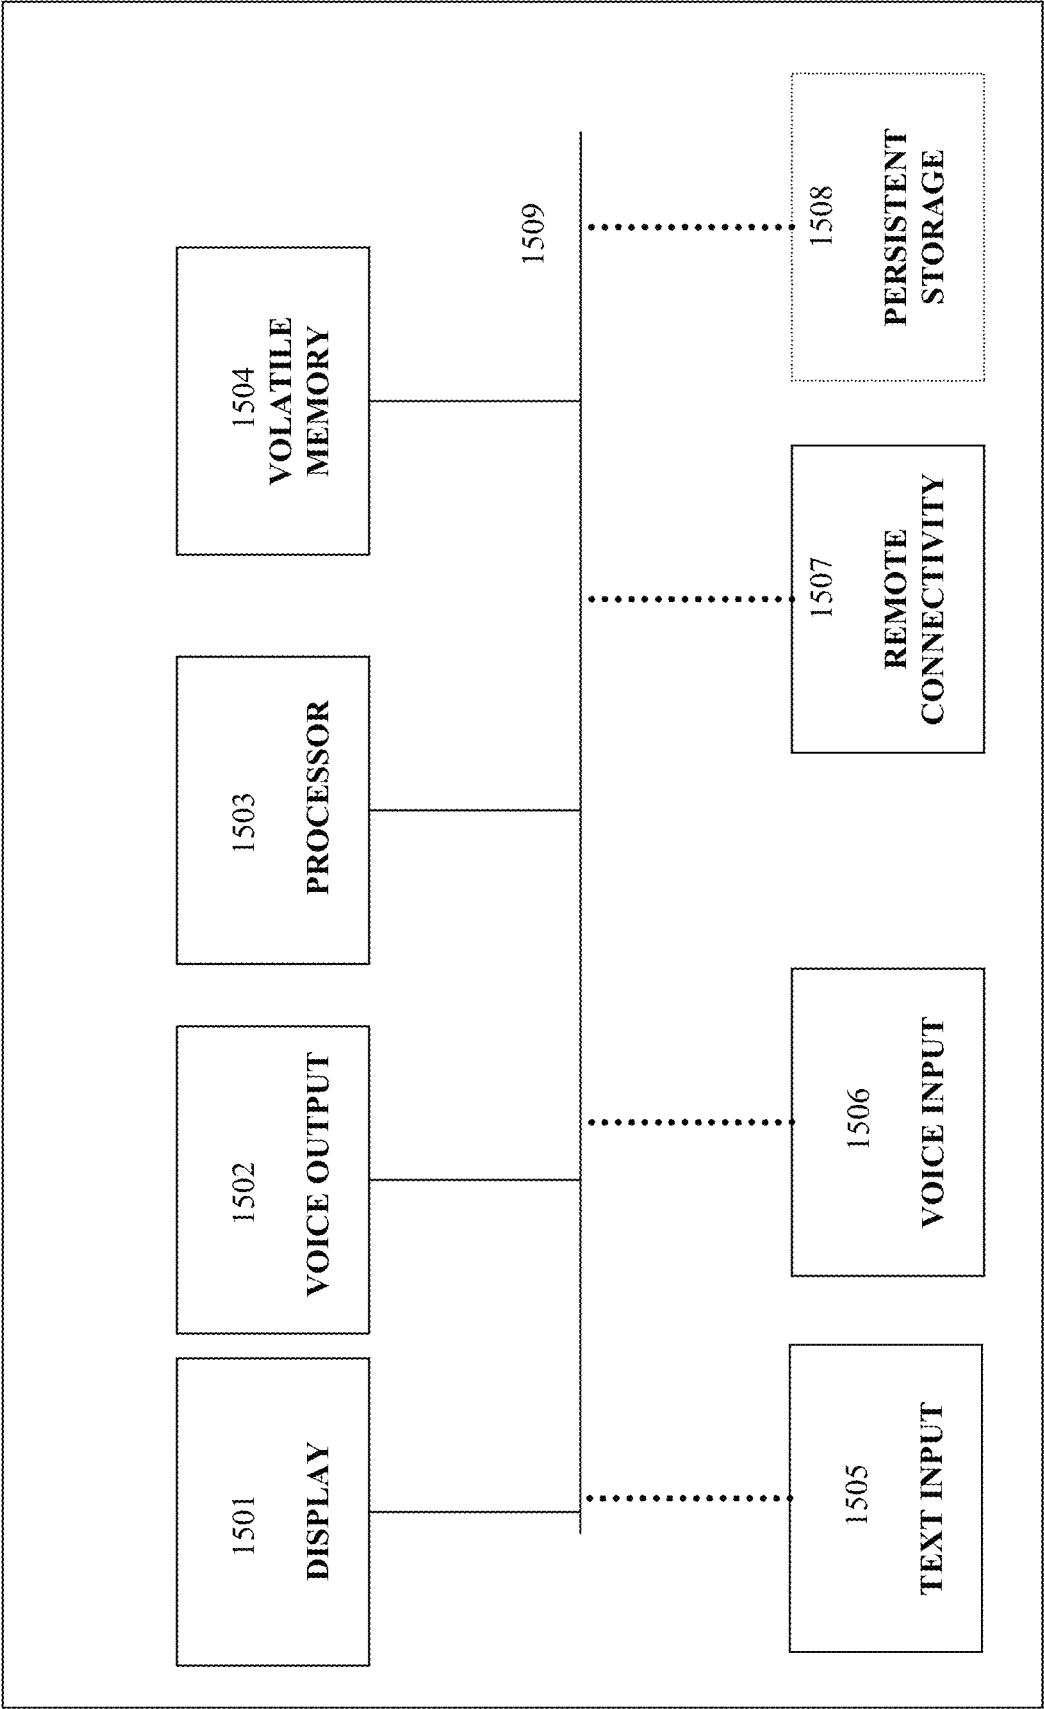 1501
DISPLAY
1502
VOICE OUTPUT
1503
PROCESSOR
1504
VOLATILE
MEMORY
1509
1505
TEXT INPUT
1506
VOICE INPUT
1507
REMOTE
CONNECTIVITY
1508
PERSISTENT
STORAGE